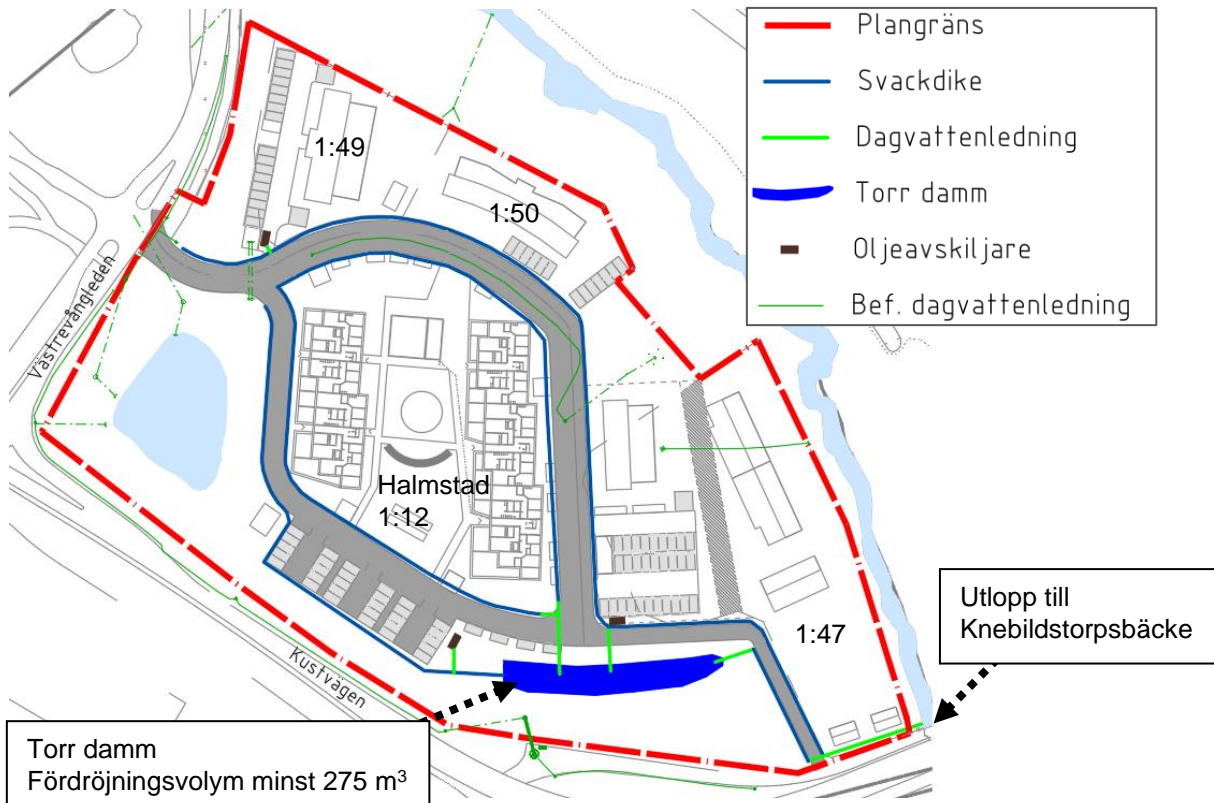 Plangräns
Svackdike
Dagvattenledning
Torr damm
Oljeavskiljare
Bef. dagvattenledning
1:49
1:50
Västrevångleden
Halmstad
1:12
1:47
Kustvägen
Utlopp till
Knebildstorpsbäcke
Torr damm
Fördröjningsvolym minst 275 m³